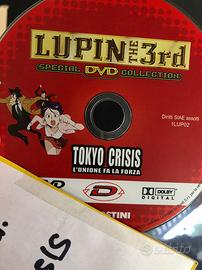 LUPIN THE 3rd
SPECIAL DVD COLLECTION
Diritti SIAE assolti
1LUP02
TOKYO CRISIS
L'UNIONE FA LA FORZA
D
DOLBY
DIGITAL
STINI
subito